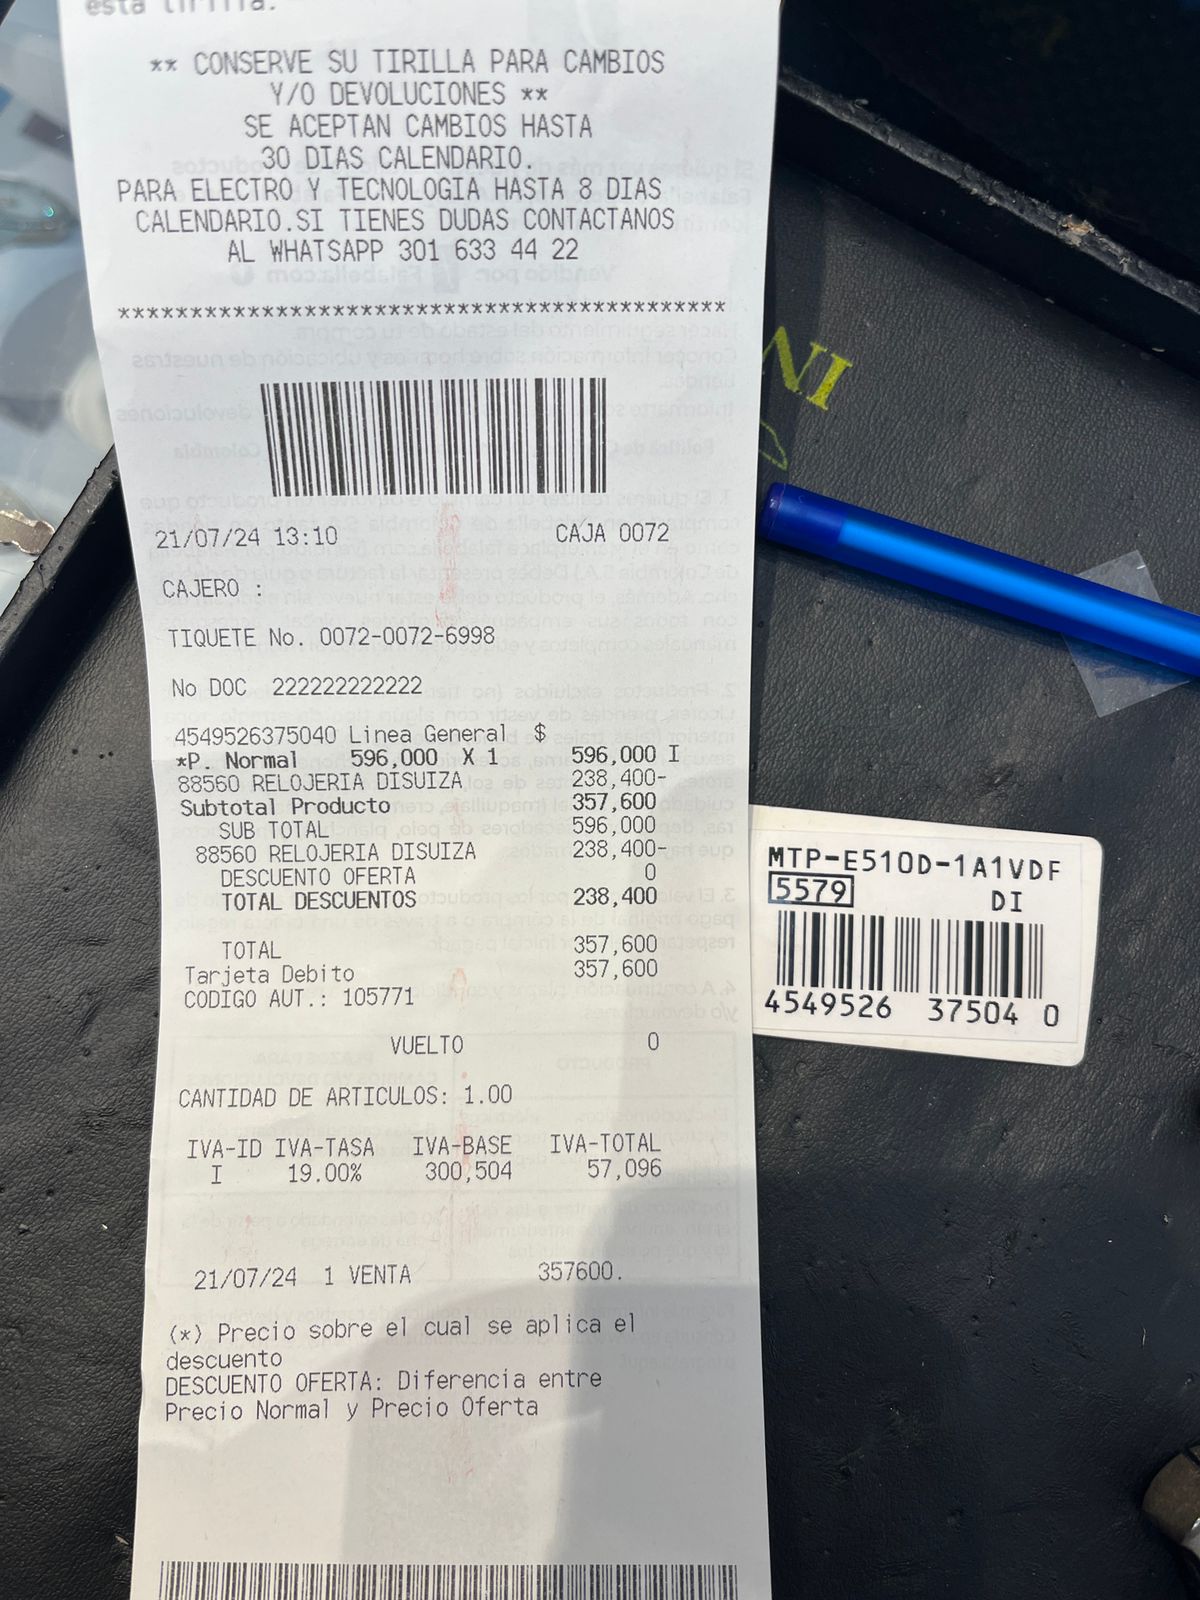 esta tirilla.
** CONSERVE SU TIRILLA PARA CAMBIOS
Y/O DEVOLUCIONES **
SE ACEPTAN CAMBIOS HASTA
30 DIAS CALENDARIO.
PARA ELECTRO Y TECNOLOGIA HASTA 8 DIAS
CALENDARIO.SI TIENES DUDAS CONTACTANOS
AL WHATSAPP 301 633 44 22
*******************************************
21/07/24 13:10 CAJA 0072
CAJERO :
TIQUETE No. 0072-0072-6998
No DOC 222222222222
4549526375040 Linea General $
*P. Normal 596,000 X 1 596,000 I
88560 RELOJERIA DISUIZA 238,400-
Subtotal Producto 357,600
SUB TOTAL 596,000
88560 RELOJERIA DISUIZA 238,400-
DESCUENTO OFERTA 0
TOTAL DESCUENTOS 238,400
TOTAL 357,600
Tarjeta Debito 357,600
CODIGO AUT.: 105771
VUELTO 0
CANTIDAD DE ARTICULOS: 1.00
IVA-ID IVA-TASA IVA-BASE IVA-TOTAL
I 19.00% 300,504 57,096
21/07/24 1 VENTA 357600.
(*) Precio sobre el cual se aplica el
descuento
DESCUENTO OFERTA: Diferencia entre
Precio Normal y Precio Oferta
MTP-E510D-1A1VDF
5579 DI
4549526 37504 0